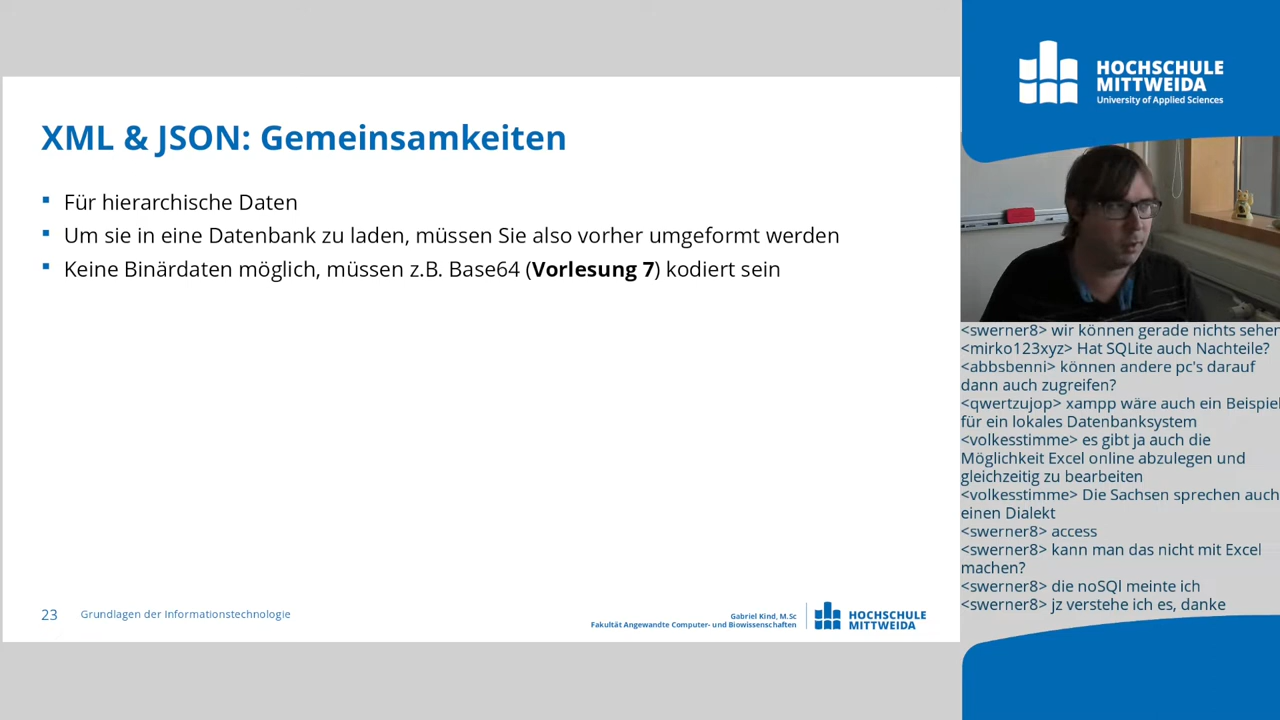 XML & JSON: Gemeinsamkeiten
Für hierarchische Daten
Um sie in eine Datenbank zu laden, müssen Sie also vorher umgeformt werden
Keine Binärdaten möglich, müssen z.B. Base64 (Vorlesung 7) kodiert sein
23 Grundlagen der Informationstechnologie
Gabriel Kind, M.Sc
Fakultät Angewandte Computer- und Biowissenschaften
HOCHSCHULE
MITTWEIDA
HOCHSCHULE
MITTWEIDA
University of Applied Sciences
<swerner8> wir können gerade nichts sehen
<mirko123xyz> Hat SQLite auch Nachteile?
<abbsbenni> können andere pc's darauf
dann auch zugreifen?
<qwertzujop> xampp wäre auch ein Beispiel
für ein lokales Datenbanksystem
<volkesstimme> es gibt ja auch die
Möglichkeit Excel online abzulegen und
gleichzeitig zu bearbeiten
<volkesstimme> Die Sachsen sprechen auch
einen Dialekt
<swerner8> access
<swerner8> kann man das nicht mit Excel
machen?
<swerner8> die noSQl meinte ich
<swerner8> jz verstehe ich es, danke